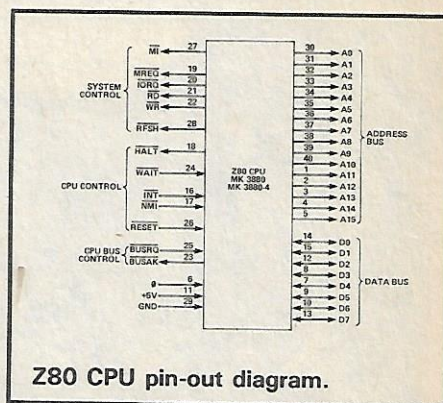 27 M1
19 MREQ
20 IORQ
21 RD
22 WR
28 RFSH
SYSTEM CONTROL
18 HALT
24 WAIT
16 INT
17 NMI
26 RESET
CPU CONTROL
25 BUSRQ
23 BUSAK
CPU BUS CONTROL
6 Ø
11 +5V
29 GND
Z80 CPU
MK 3880
MK 3880-4
30 A0
31 A1
32 A2
33 A3
34 A4
35 A5
36 A6
37 A7
38 A8
39 A9
40 A10
1 A11
2 A12
3 A13
4 A14
5 A15
ADDRESS BUS
14 D0
15 D1
12 D2
8 D3
7 D4
9 D5
10 D6
13 D7
DATA BUS
Z80 CPU pin-out diagram.